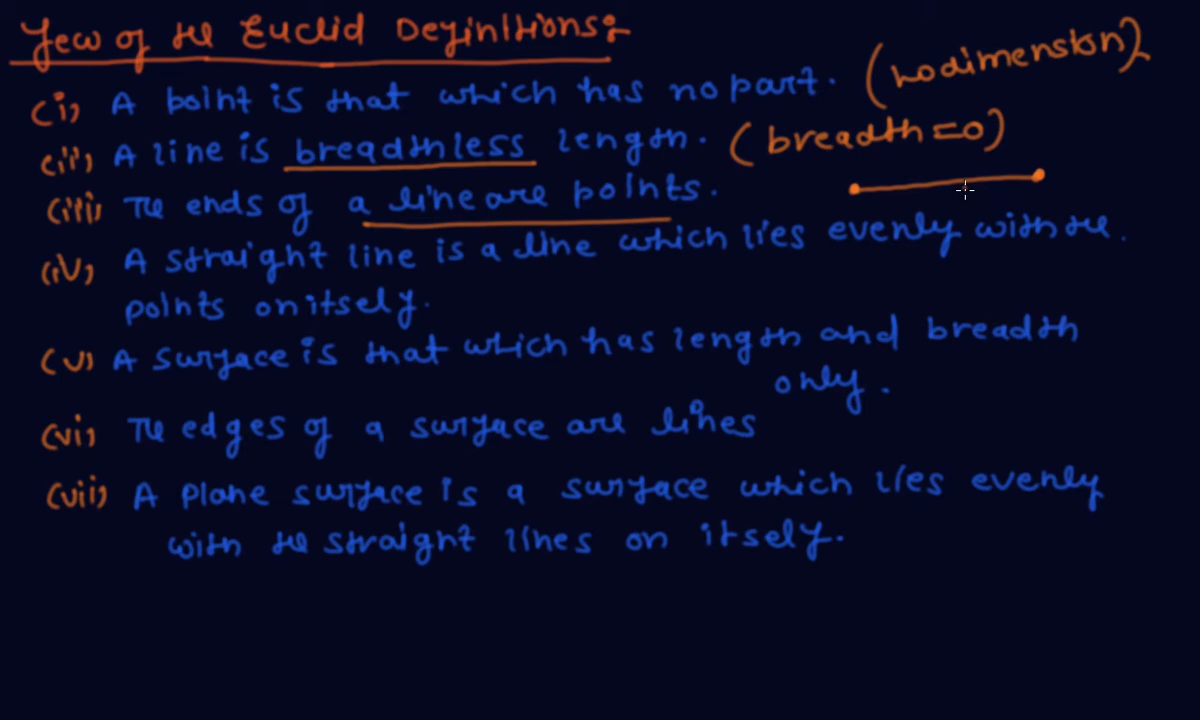 Few of the Euclid Definitions:
(i) A point is that which has no part. (no dimension)
(ii) A line is breadthless length. (breadth = 0)
(iii) The ends of a line are points.
(iv) A straight line is a line which lies evenly with the
points on itself.
(v) A surface is that which has length and breadth
only.
(vi) The edges of a surface are lines
(vii) A plane surface is a surface which lies evenly
with the straight lines on itself.